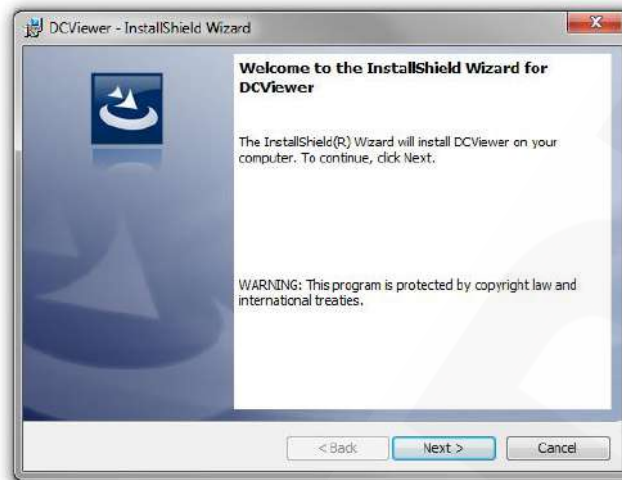 DCViewer - InstallShield Wizard
Welcome to the InstallShield Wizard for
DCViewer
The InstallShield(R) Wizard will install DCViewer on your
computer. To continue, click Next.
WARNING: This program is protected by copyright law and
international treaties.
< Back
Next >
Cancel